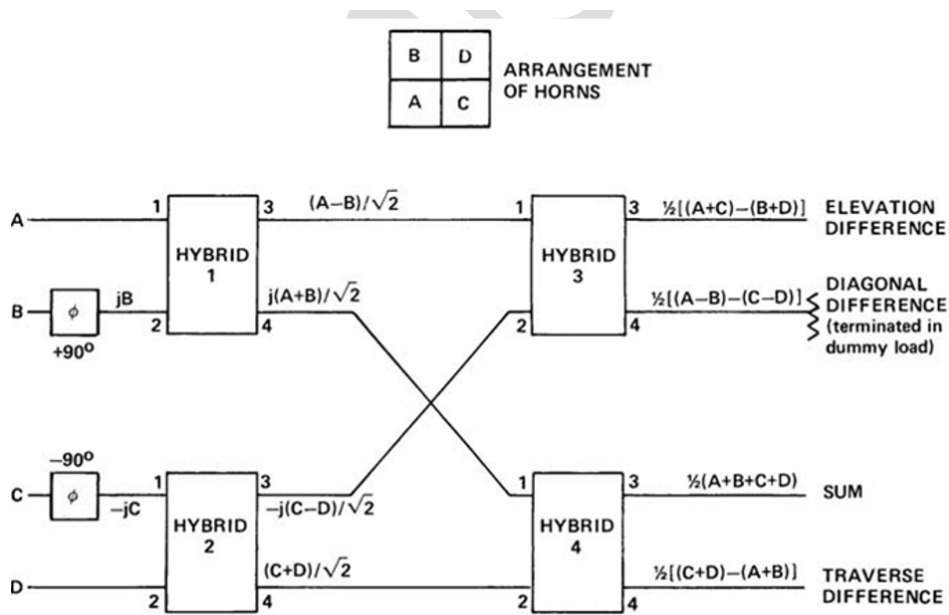 B D
A C
ARRANGEMENT
OF HORNS
A
1
3
(A−B)/√2
1
3
½[(A+C)−(B+D)]
ELEVATION
DIFFERENCE
HYBRID
1
HYBRID
3
B
ϕ
jB
2
4
j(A+B)/√2
2
4
½[(A−B)−(C−D)]
DIAGONAL
DIFFERENCE
(terminated in
dummy load)
+90º
−90º
C
ϕ
−jC
1
3
−j(C−D)/√2
1
3
½(A+B+C+D)
SUM
HYBRID
2
HYBRID
4
D
2
4
(C+D)/√2
2
4
½[(C+D)−(A+B)]
TRAVERSE
DIFFERENCE